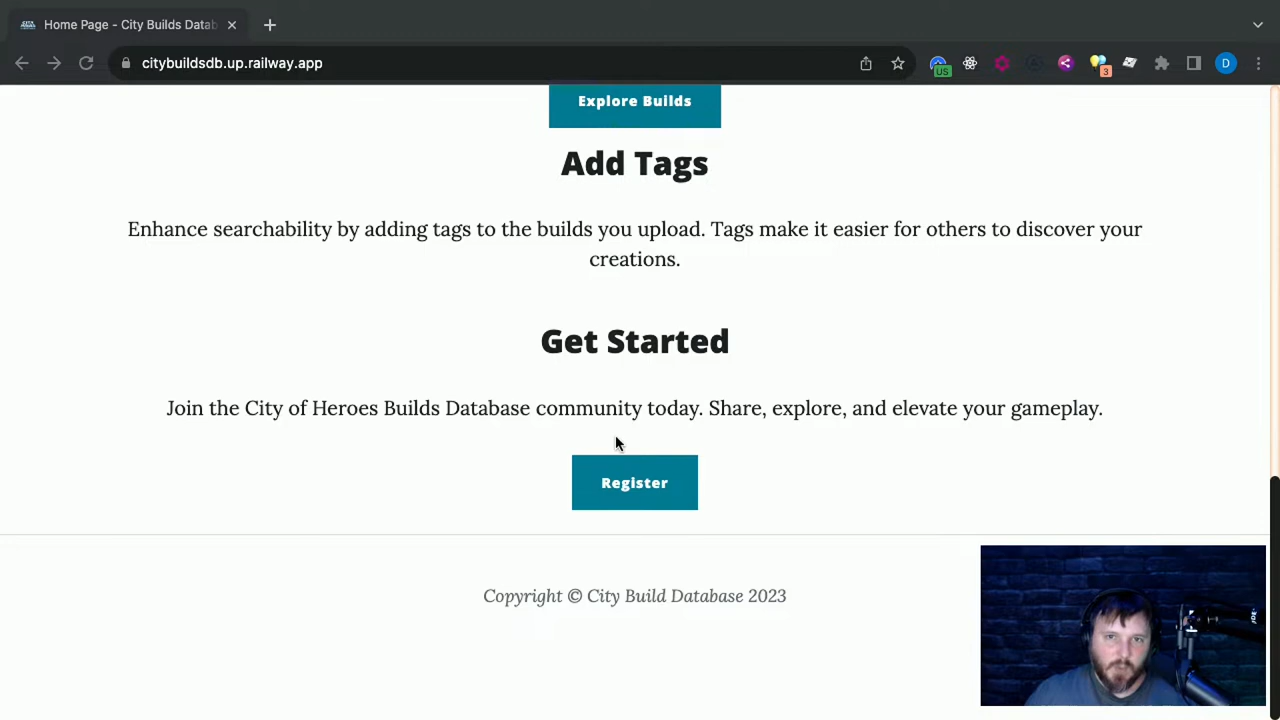 Home Page - City Builds Datab
citybuildsdb.up.railway.app
US
3
D
Explore Builds
Add Tags
Enhance searchability by adding tags to the builds you upload. Tags make it easier for others to discover your
creations.
Get Started
Join the City of Heroes Builds Database community today. Share, explore, and elevate your gameplay.
Register
Copyright © City Build Database 2023